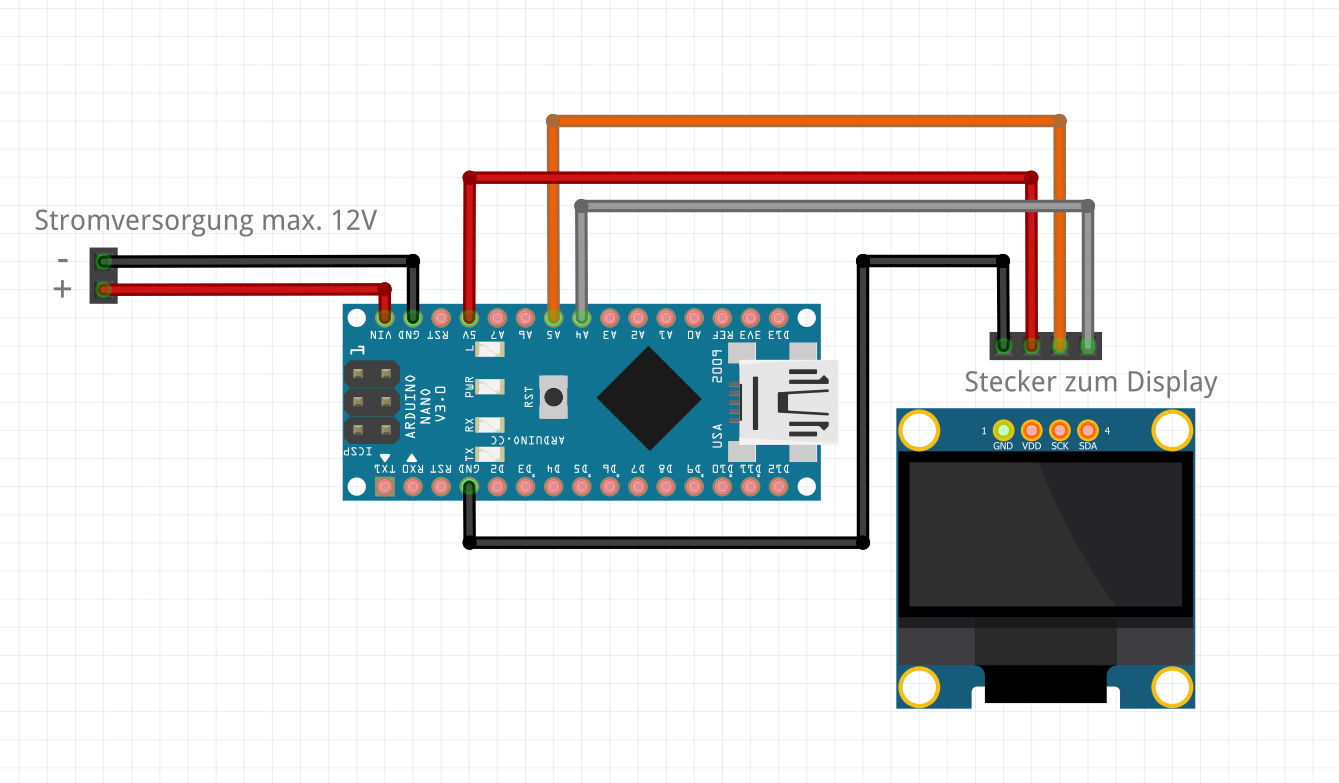 Stromversorgung max. 12V
-
+
VIN GND RST 5V A7 A6 A5 A4 A3 A2 A1 A0 REF 3V3 D13
1
L
PWR
RX
TX
RST
ARDUINO
NANO
V3.0
ARDUINO.CC
2009
USA
ICSP
TX1 RX0 RST GND D2 D3* D4 D5* D6* D7 D8 D9* D10* D11* D12
Stecker zum Display
1 4
GND VDD SCK SDA